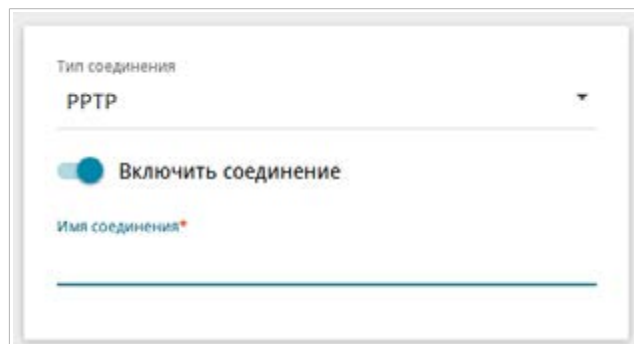 Тип соединения
PPTP
Включить соединение
Имя соединения*